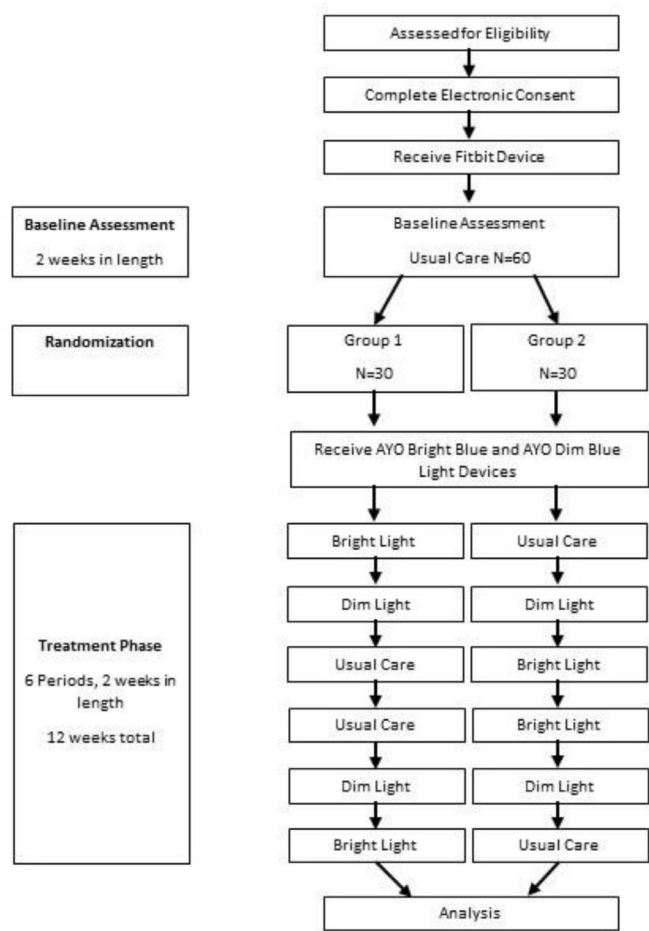 Assessed for Eligibility
Complete Electronic Consent
Receive Fitbit Device
Baseline Assessment
2 weeks in length
Baseline Assessment
Usual Care N=60
Randomization
Group 1
N=30
Group 2
N=30
Receive AYO Bright Blue and AYO Dim Blue
Light Devices
Treatment Phase
6 Periods, 2 weeks in
length
12 weeks total
Bright Light
Dim Light
Usual Care
Usual Care
Dim Light
Bright Light
Usual Care
Dim Light
Bright Light
Bright Light
Dim Light
Usual Care
Analysis